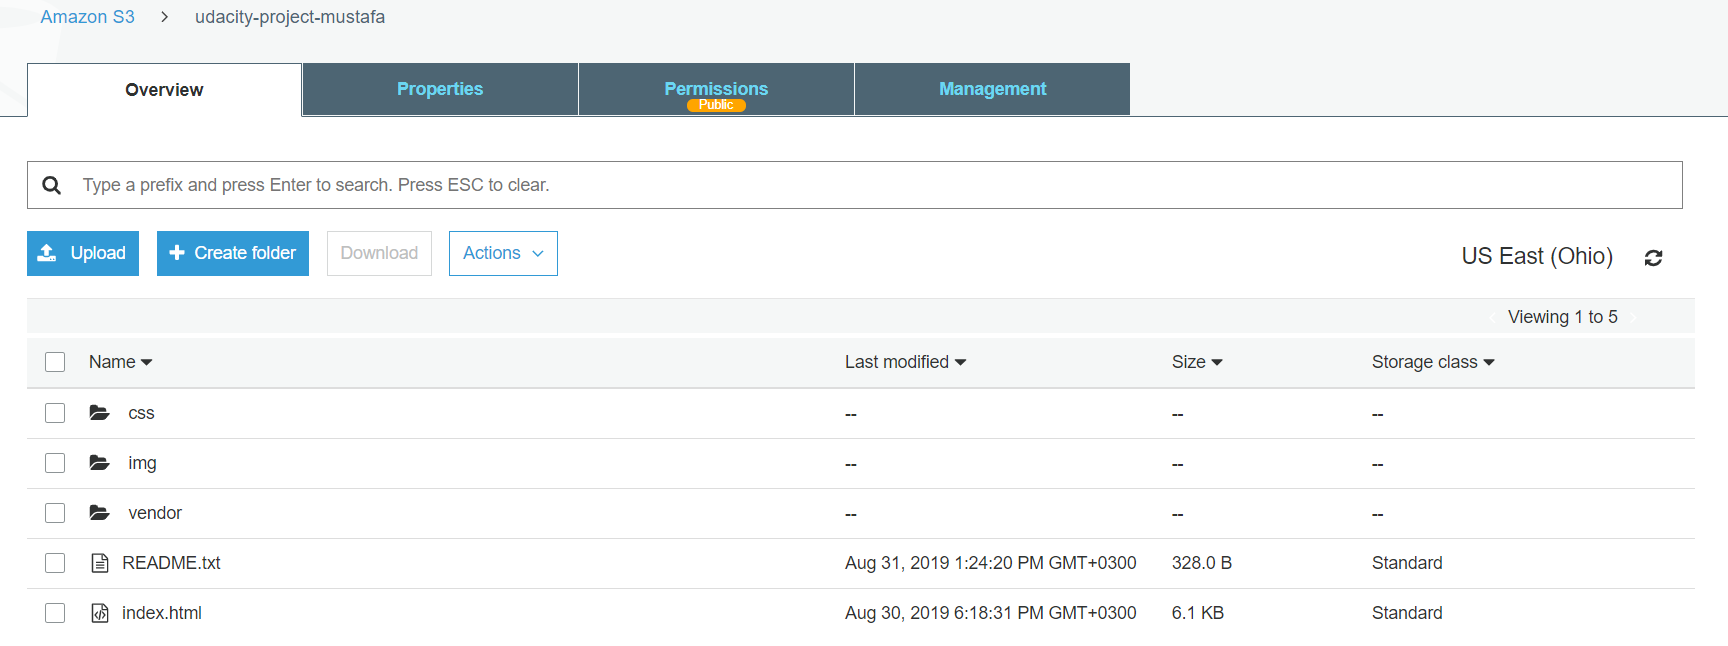 Amazon S3 > udacity-project-mustafa
Overview Properties Permissions Management
Public
Type a prefix and press Enter to search. Press ESC to clear.
Upload + Create folder Download Actions
US East (Ohio)
Viewing 1 to 5
Name Last modified Size Storage class
css -- -- --
img -- -- --
vendor -- -- --
README.txt Aug 31, 2019 1:24:20 PM GMT+0300 328.0 B Standard
index.html Aug 30, 2019 6:18:31 PM GMT+0300 6.1 KB Standard